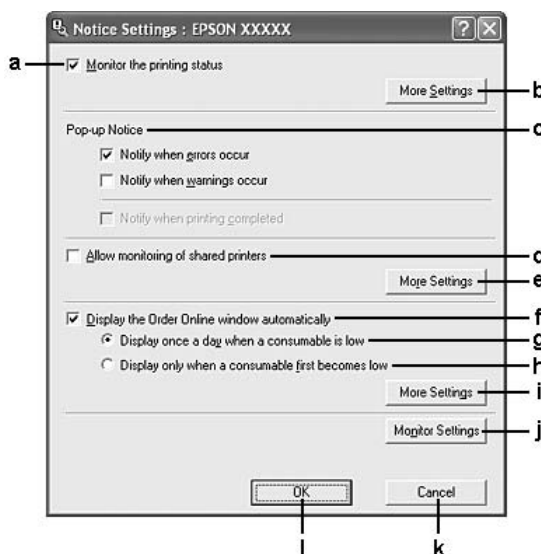 Notice Settings : EPSON XXXXX
a
Monitor the printing status
More Settings
b
Pop-up Notice
c
Notify when errors occur
Notify when warnings occur
Notify when printing completed
Allow monitoring of shared printers
d
More Settings
e
Display the Order Online window automatically
f
Display once a day when a consumable is low
g
Display only when a consumable first becomes low
h
More Settings
i
Monitor Settings
j
OK
Cancel
l
k